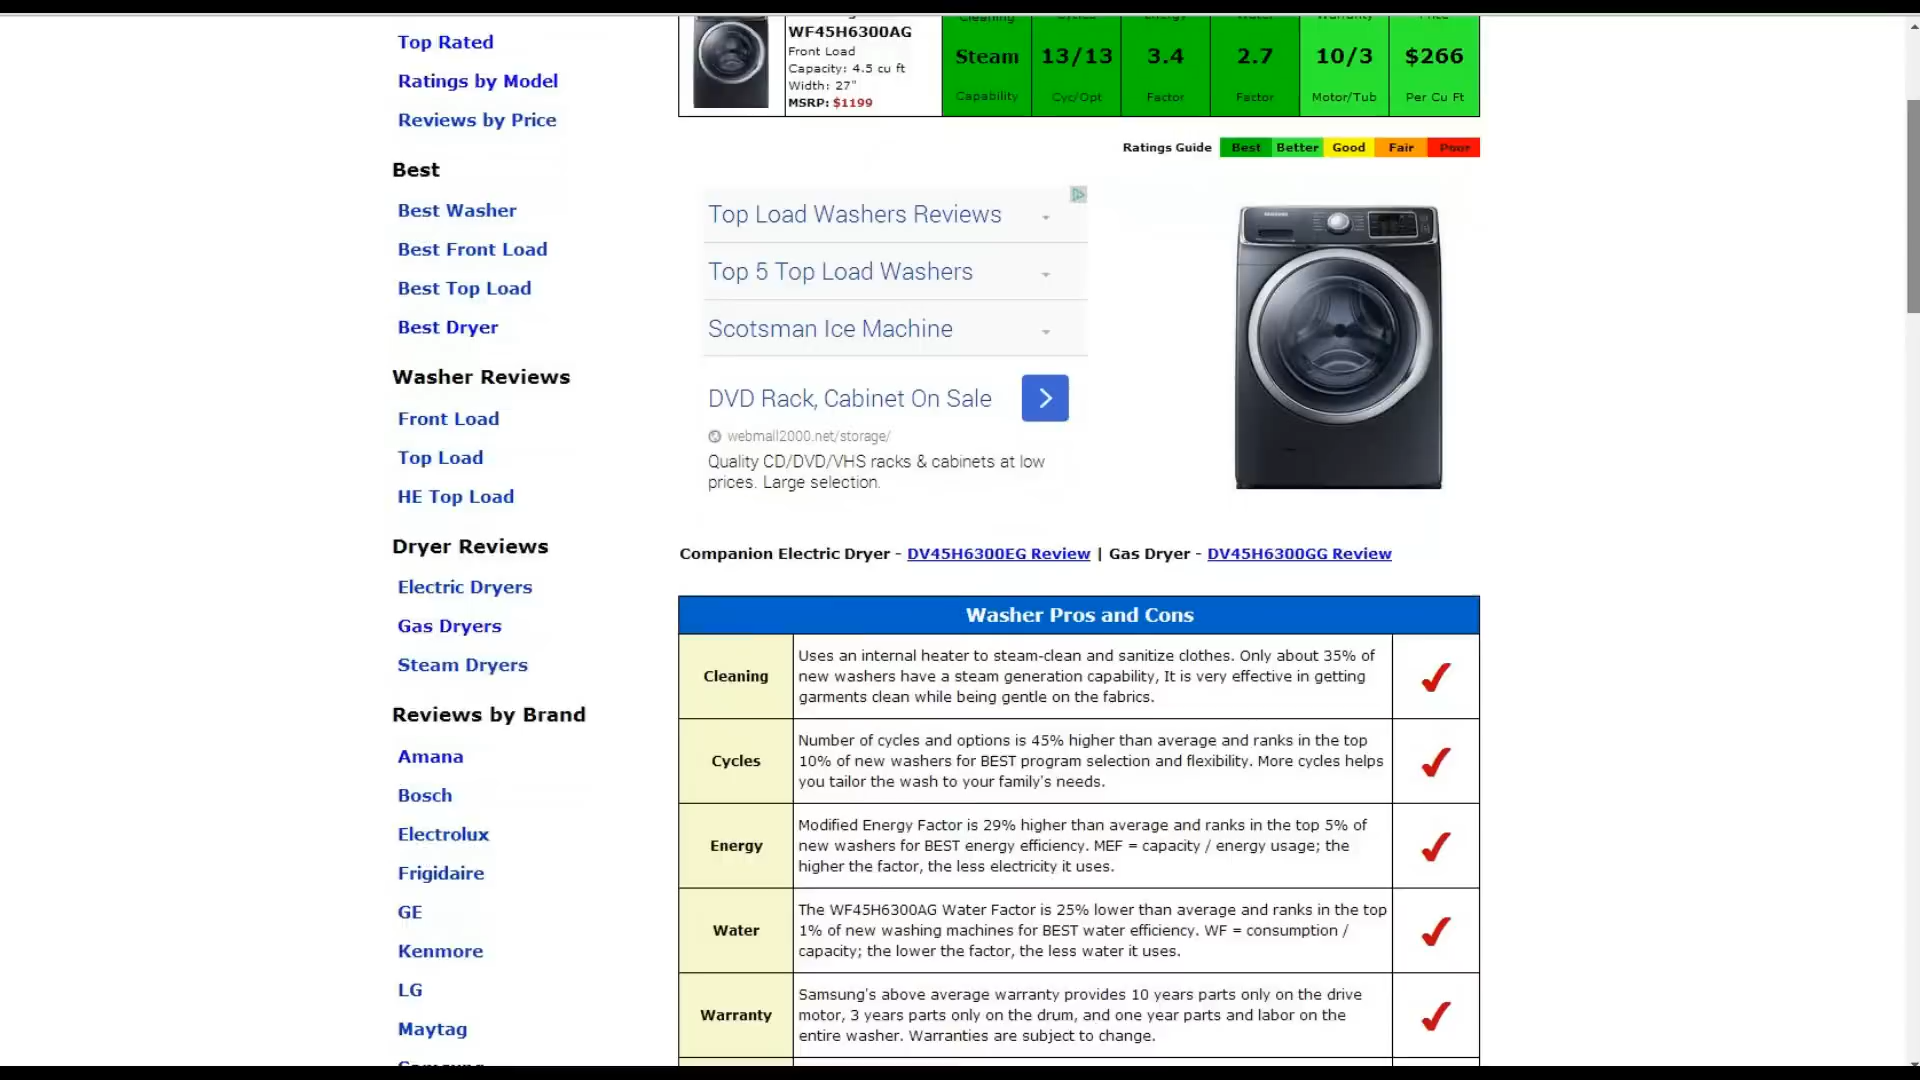 Top Rated
Ratings by Model
Reviews by Price
Best
Best Washer
Best Front Load
Best Top Load
Best Dryer
Washer Reviews
Front Load
Top Load
HE Top Load
Dryer Reviews
Electric Dryers
Gas Dryers
Steam Dryers
Reviews by Brand
Amana
Bosch
Electrolux
Frigidaire
GE
Kenmore
LG
Maytag
Samsung
WF45H6300AG
Front Load
Capacity: 4.5 cu ft
Width: 27"
MSRP: $1199
Cleaning
Steam
Capability
Cycles
13/13
Cyc/Opt
Energy
3.4
Factor
Water
2.7
Factor
Warranty
10/3
Motor/Tub
Price
$266
Per Cu Ft
Ratings Guide Best Better Good Fair Poor
Top Load Washers Reviews
Top 5 Top Load Washers
Scotsman Ice Machine
DVD Rack, Cabinet On Sale
webmall2000.net/storage/
Quality CD/DVD/VHS racks & cabinets at low
prices. Large selection.
SAMSUNG
Companion Electric Dryer - DV45H6300EG Review | Gas Dryer - DV45H6300GG Review
Washer Pros and Cons
Cleaning
Uses an internal heater to steam-clean and sanitize clothes. Only about 35% of
new washers have a steam generation capability, It is very effective in getting
garments clean while being gentle on the fabrics.
Cycles
Number of cycles and options is 45% higher than average and ranks in the top
10% of new washers for BEST program selection and flexibility. More cycles helps
you tailor the wash to your family's needs.
Energy
Modified Energy Factor is 29% higher than average and ranks in the top 5% of
new washers for BEST energy efficiency. MEF = capacity / energy usage; the
higher the factor, the less electricity it uses.
Water
The WF45H6300AG Water Factor is 25% lower than average and ranks in the top
1% of new washing machines for BEST water efficiency. WF = consumption /
capacity; the lower the factor, the less water it uses.
Warranty
Samsung's above average warranty provides 10 years parts only on the drive
motor, 3 years parts only on the drum, and one year parts and labor on the
entire washer. Warranties are subject to change.